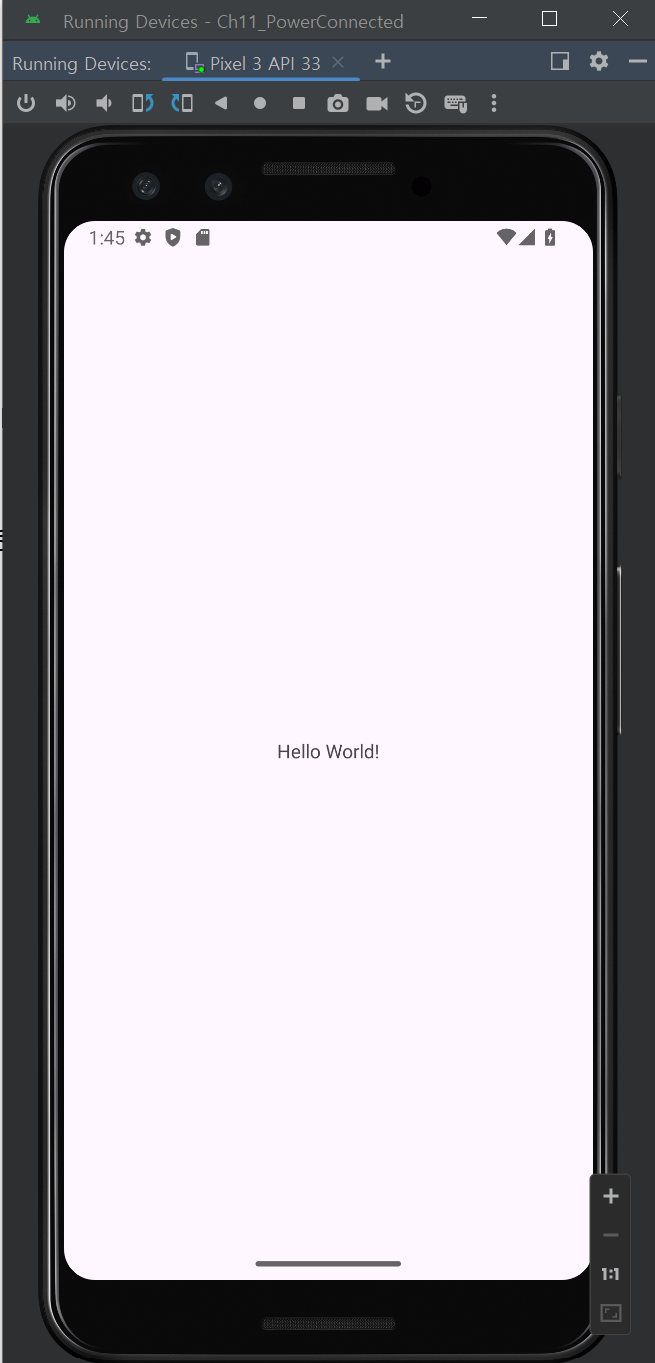 Running Devices - Ch11_PowerConnected
Running Devices: Pixel 3 API 33
1:45
Hello World!
1:1